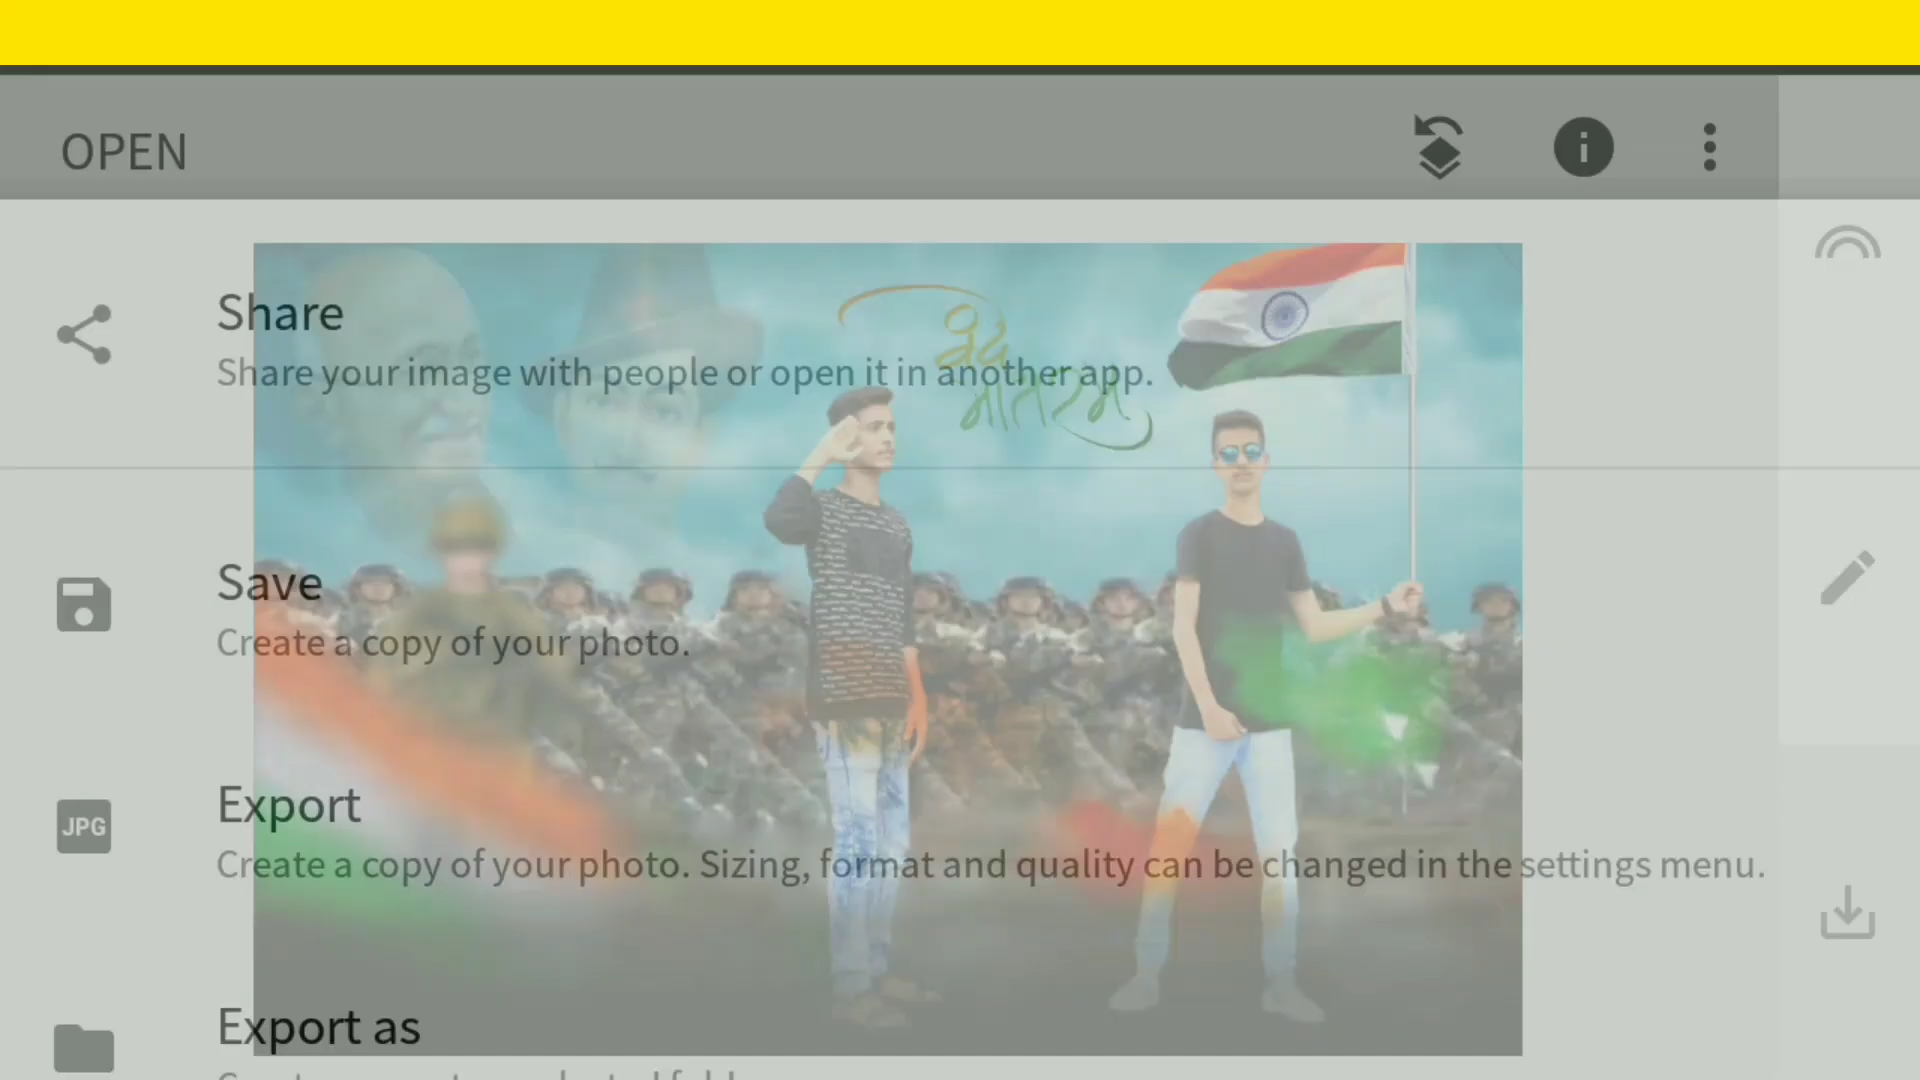 OPEN
Share
Share your image with people or open it in another app.
वंदे
मातरम्
Save
Create a copy of your photo.
JPG
Export
Create a copy of your photo. Sizing, format and quality can be changed in the settings menu.
Export as